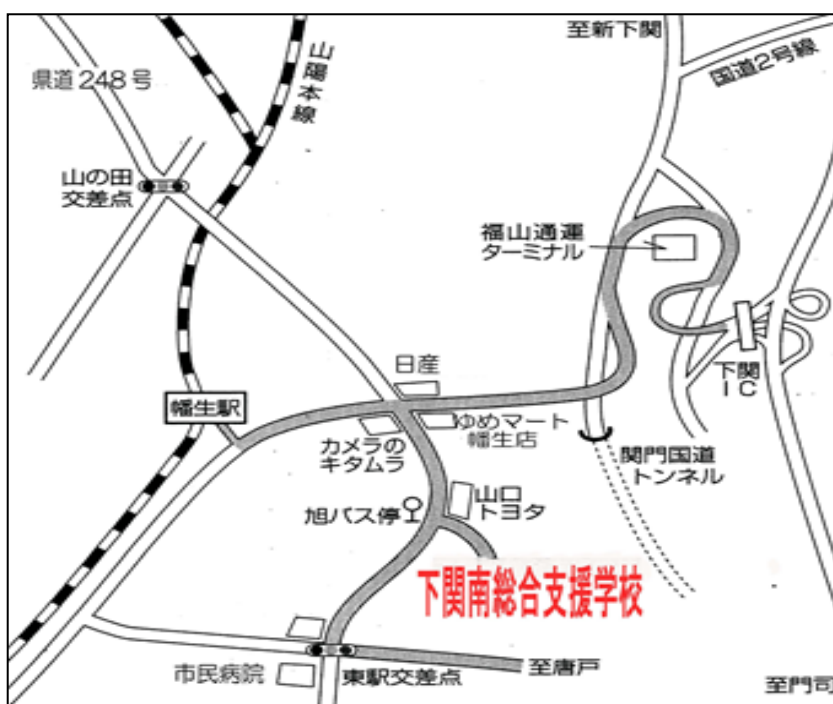 至新下関
国道2号線
山陽本線
県道248号
山の田
交差点
福山通運
ターミナル
下関
IC
日産
幡生駅
ゆめマート
幡生店
カメラの
キタムラ
関門国道
トンネル
山口
トヨタ
旭バス停
下関南総合支援学校
市民病院
東駅交差点
至唐戸
至門司